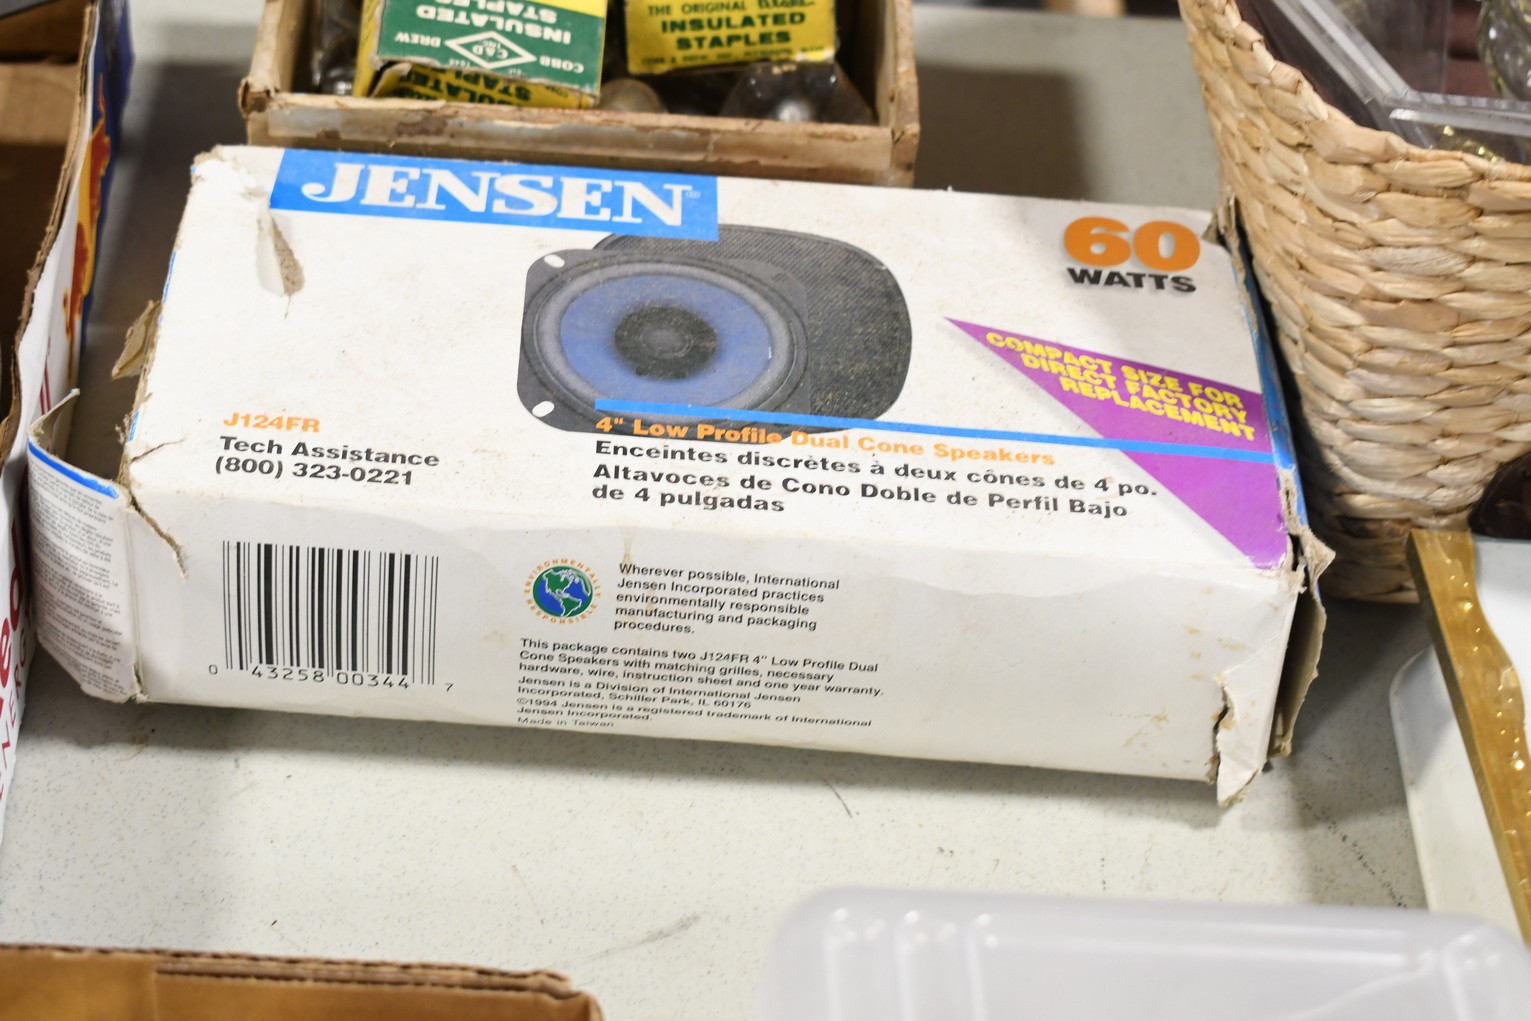 THE ORIGINAL
INSULATED
STAPLES
INSULATED
STAPLES
COBB
DREW
C&D
INC
JENSEN®
60
WATTS
COMPACT SIZE FOR
DIRECT FACTORY
REPLACEMENT
J124FR
Tech Assistance
(800) 323-0221
4" Low Profile Dual Cone Speakers
Enceintes discrètes à deux cônes de 4 po.
Altavoces de Cono Doble de Perfil Bajo
de 4 pulgadas
0 43258 00344 7
ENVIRONMENTALLY
RESPONSIBLE
Wherever possible, International
Jensen Incorporated practices
environmentally responsible
manufacturing and packaging
procedures.
This package contains two J124FR 4" Low Profile Dual
Cone Speakers with matching grilles, necessary
hardware, wire, instruction sheet and one year warranty.
Jensen is a Division of International Jensen
Incorporated, Schiller Park, IL 60176
©1994 Jensen is a registered trademark of International
Jensen Incorporated.
Made in Taiwan